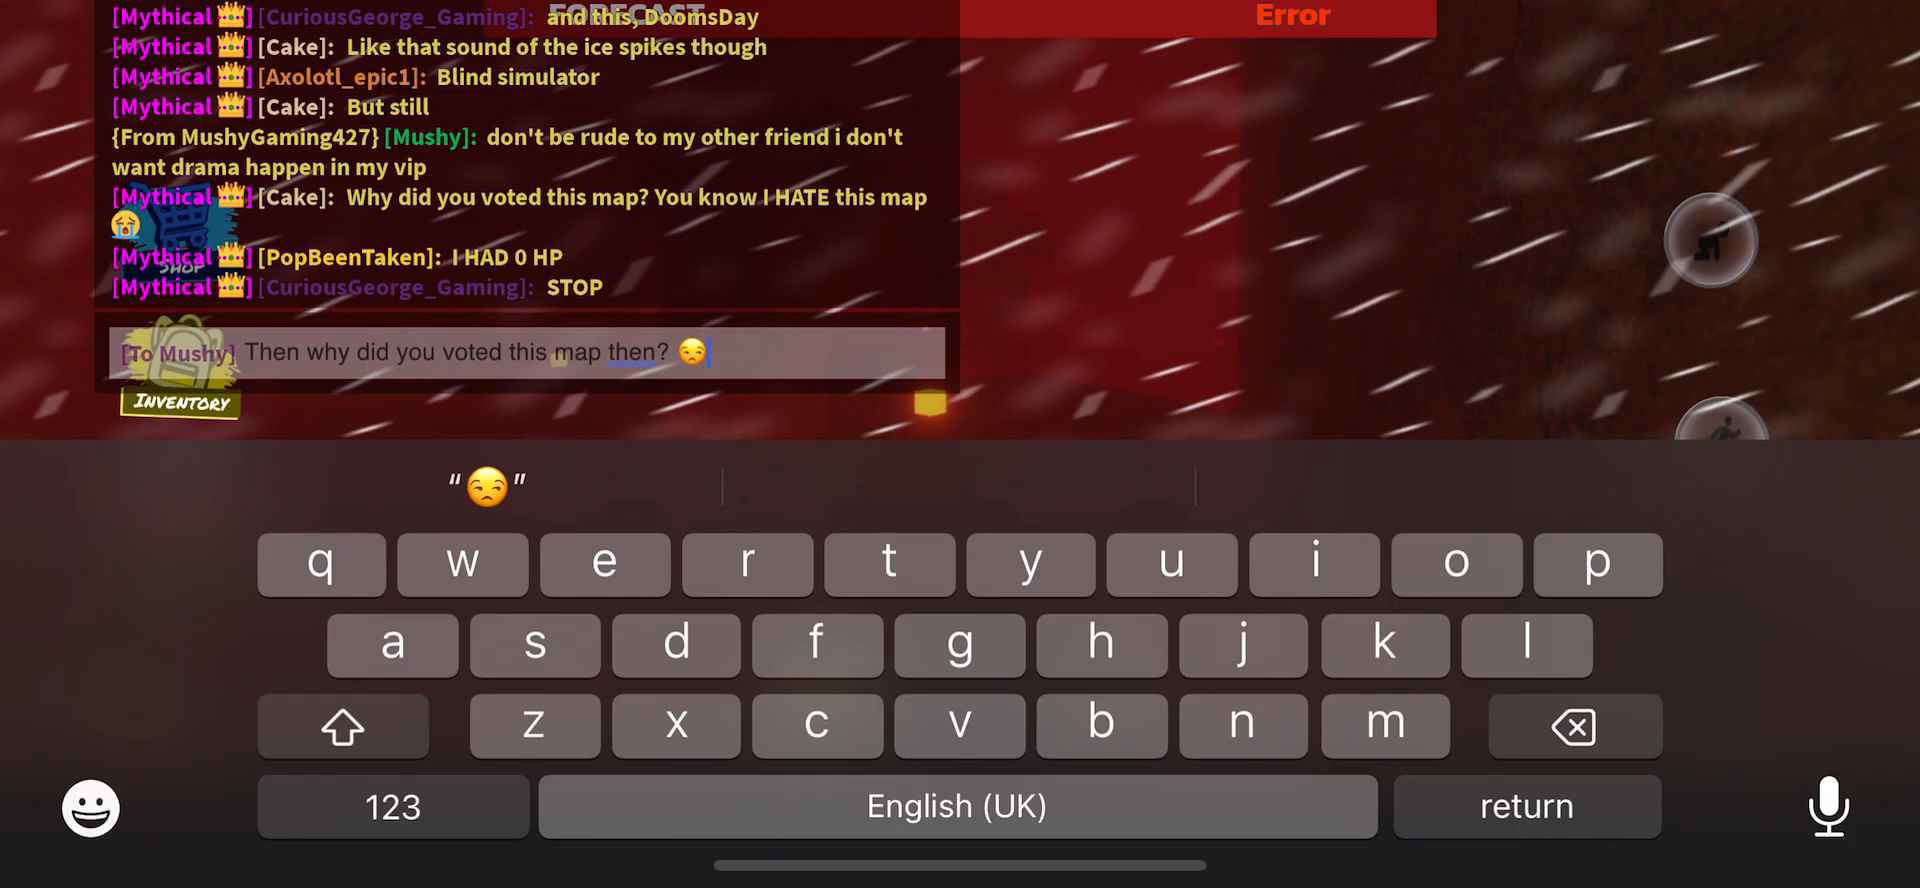 FORECAST
Error
[Mythical 👑] [CuriousGeorge_Gaming]: and this, DoomsDay
[Mythical 👑] [Cake]: Like that sound of the ice spikes though
[Mythical 👑] [Axolotl_epic1]: Blind simulator
[Mythical 👑] [Cake]: But still
{From MushyGaming427} [Mushy]: don't be rude to my other friend i don't
want drama happen in my vip
[Mythical 👑] [Cake]: Why did you voted this map? You know I HATE this map
😭
[Mythical 👑] [PopBeenTaken]: I HAD 0 HP
SHOP
[Mythical 👑] [CuriousGeorge_Gaming]: STOP
[To Mushy] Then why did you voted this map then? 😒
INVENTORY
“😒”
q w e r t y u i o p
a s d f g h j k l
z x c v b n m
123 English (UK) return